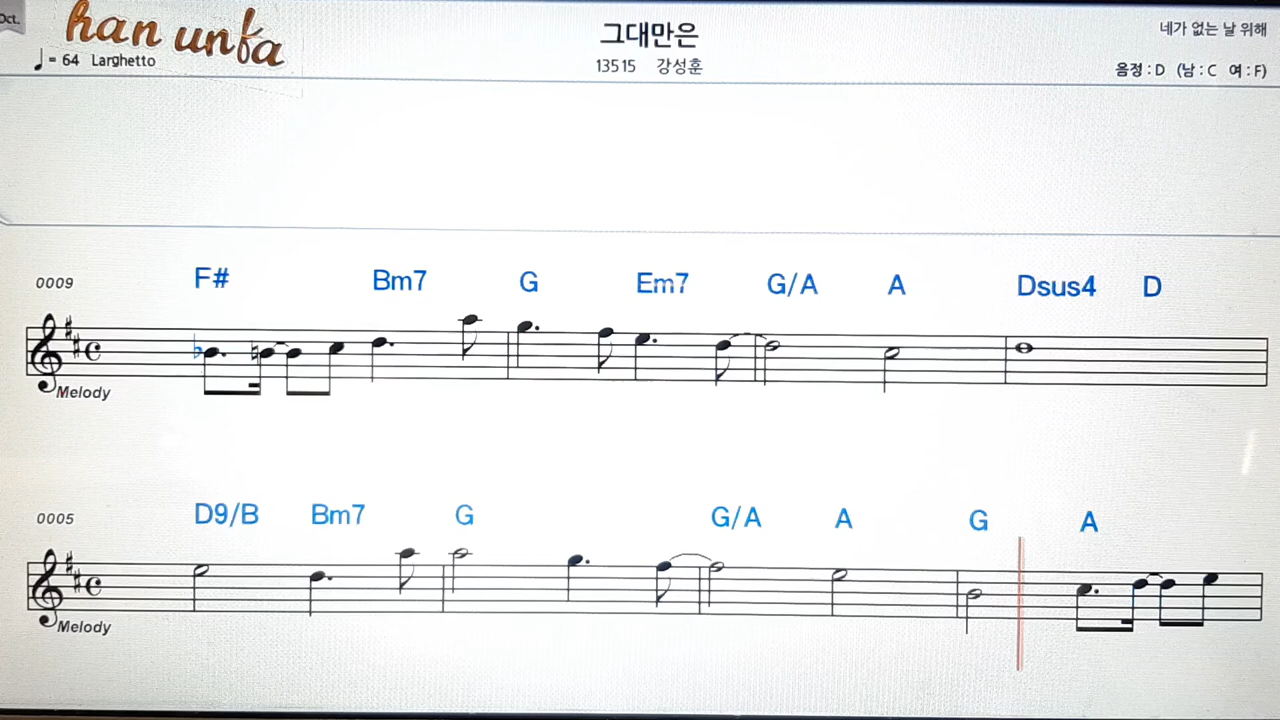 Oct.
han unfa
♩= 64 Larghetto
그대만은
13515 강성훈
네가 없는 날 위해
음정 : D (남 : C 여 : F)
0009 F# Bm7 G Em7 G/A A Dsus4 D
Melody
0005 D9/B Bm7 G G/A A G A
Melody